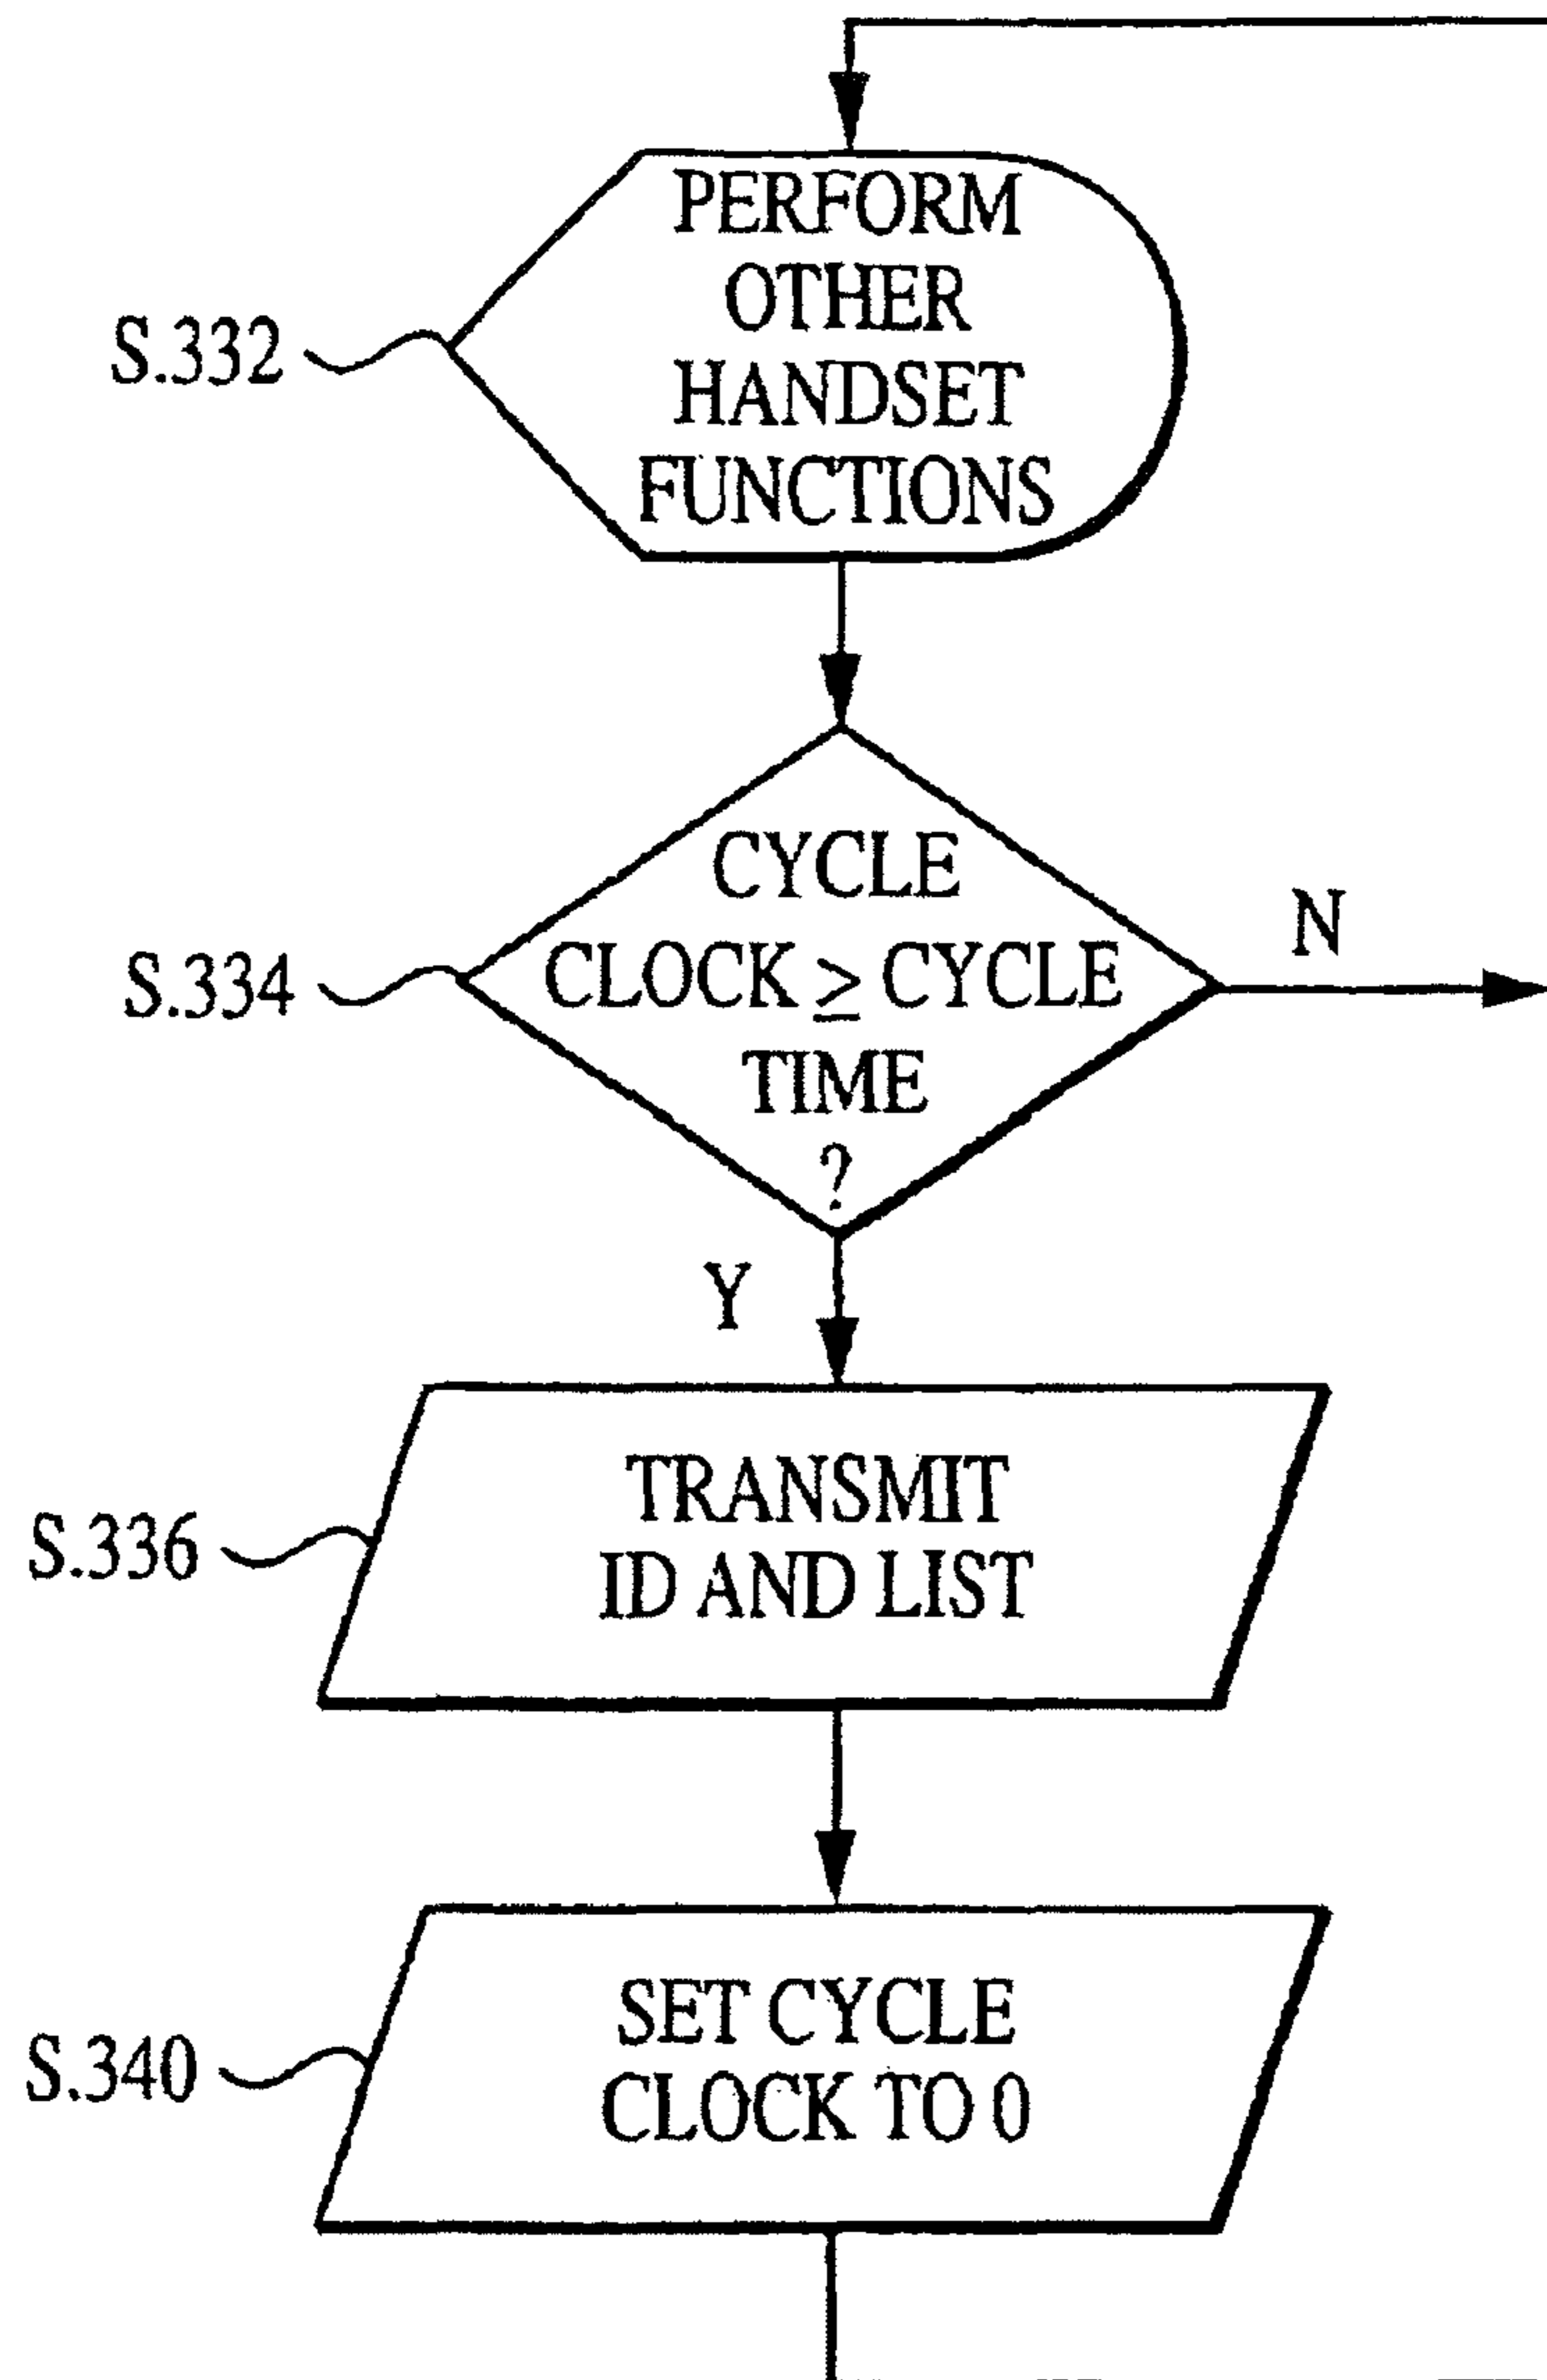 PERFORM
OTHER
HANDSET
FUNCTIONS
S.332
CYCLE
CLOCK ≥ CYCLE
TIME
?
S.334
N
Y
TRANSMIT
ID AND LIST
S.336
SET CYCLE
CLOCK TO 0
S.340